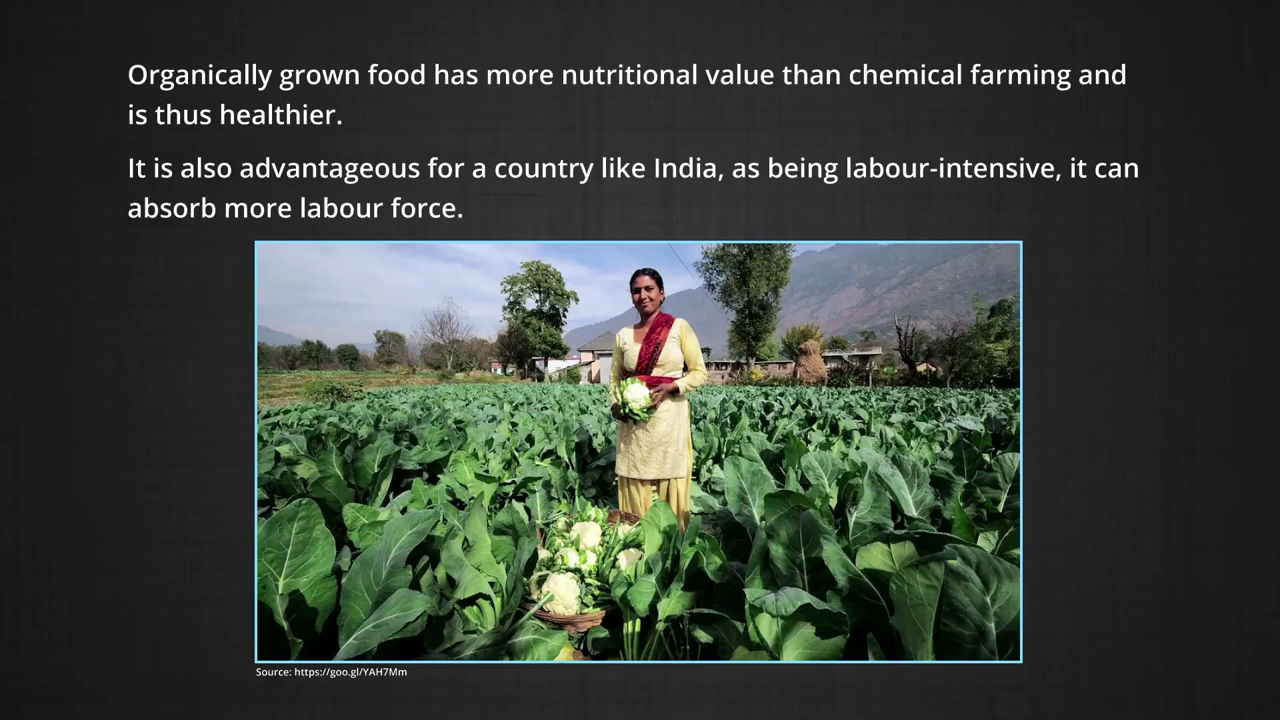 Organically grown food has more nutritional value than chemical farming and
is thus healthier.
It is also advantageous for a country like India, as being labour-intensive, it can
absorb more labour force.
Source: https://goo.gl/YAH7Mm